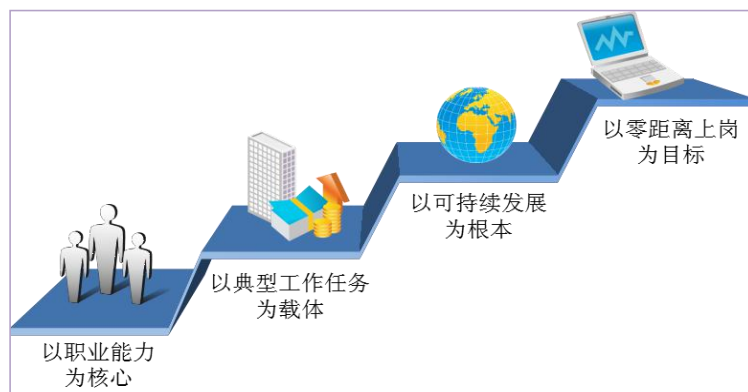 以零距离上岗
为目标
以可持续发展
为根本
以典型工作任务
为载体
以职业能力
为核心